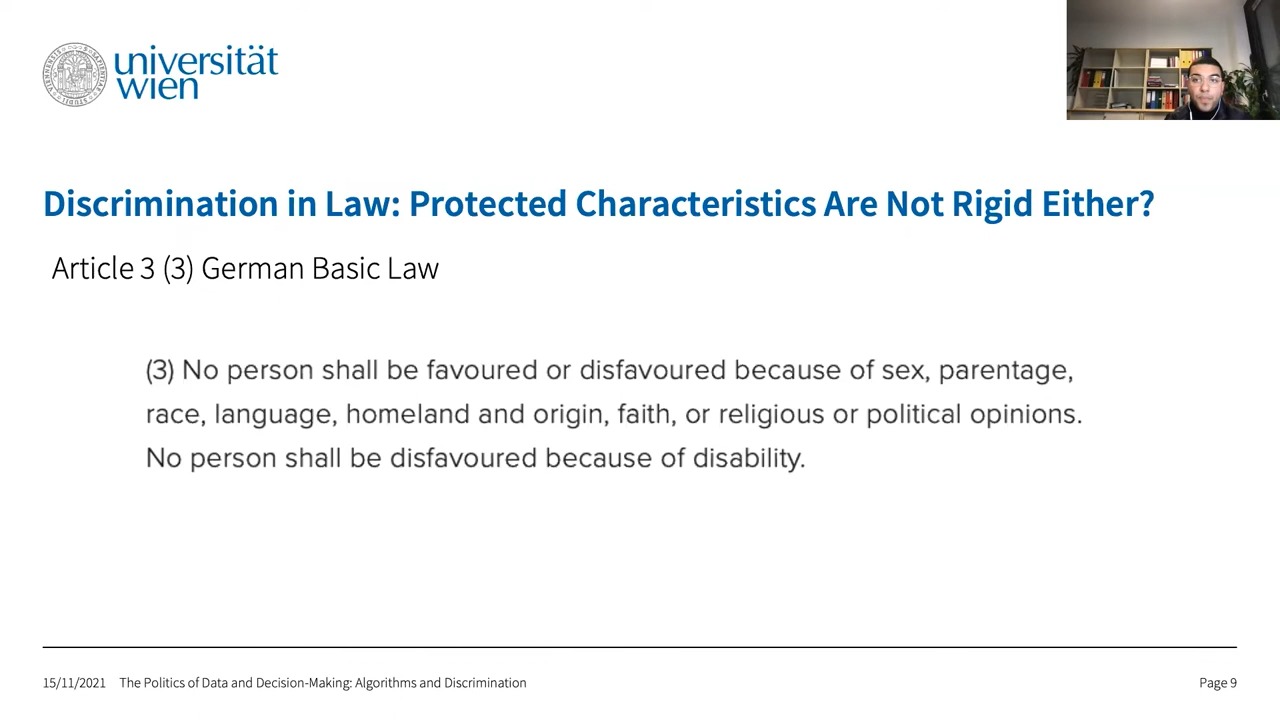 universität
wien
Discrimination in Law: Protected Characteristics Are Not Rigid Either?
Article 3 (3) German Basic Law
(3) No person shall be favoured or disfavoured because of sex, parentage,
race, language, homeland and origin, faith, or religious or political opinions.
No person shall be disfavoured because of disability.
15/11/2021 The Politics of Data and Decision-Making: Algorithms and Discrimination Page 9